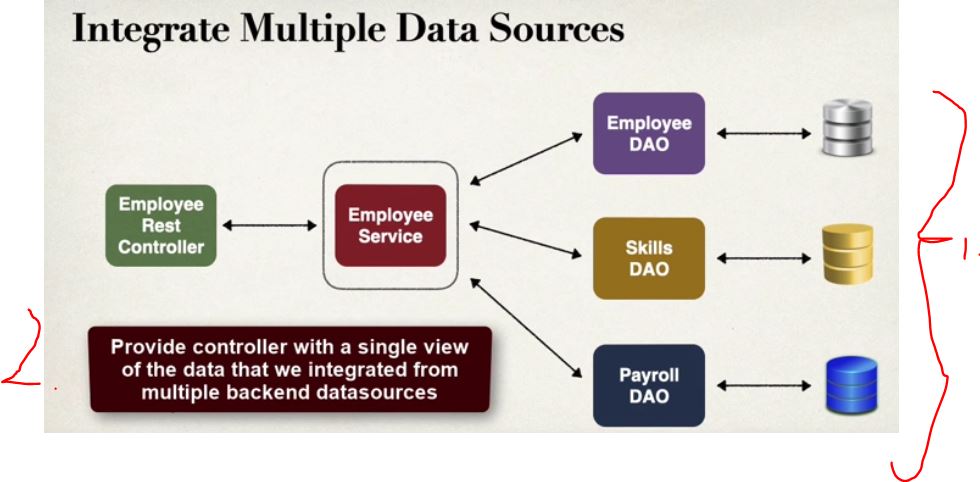 Integrate Multiple Data Sources
Employee
DAO
Employee
Rest
Controller
Employee
Service
Skills
DAO
Provide controller with a single view
of the data that we integrated from
multiple backend datasources
Payroll
DAO